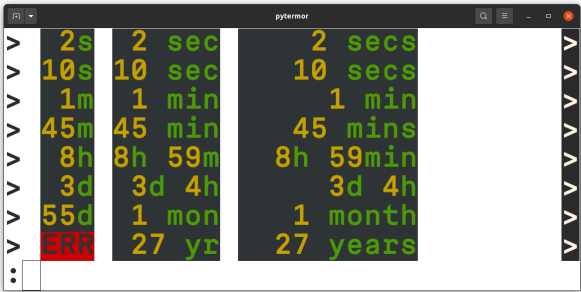 pytermor
> 2s 2 sec 2 secs >
> 10s 10 sec 10 secs >
> 1m 1 min 1 min >
> 45m 45 min 45 mins >
> 8h 8h 59m 8h 59min >
> 3d 3d 4h 3d 4h >
> 55d 1 mon 1 month >
> ERR 27 yr 27 years >
: